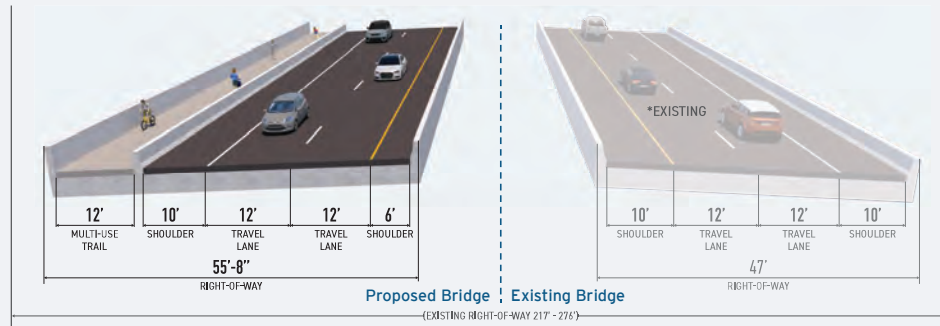 *EXISTING
12' 10' 12' 12' 6'
MULTI-USE TRAIL SHOULDER TRAVEL LANE TRAVEL LANE SHOULDER
55'-8"
RIGHT-OF-WAY
10' 12' 12' 10'
SHOULDER TRAVEL LANE TRAVEL LANE SHOULDER
47'
RIGHT-OF-WAY
Proposed Bridge Existing Bridge
(EXISTING RIGHT-OF-WAY 217' - 276')